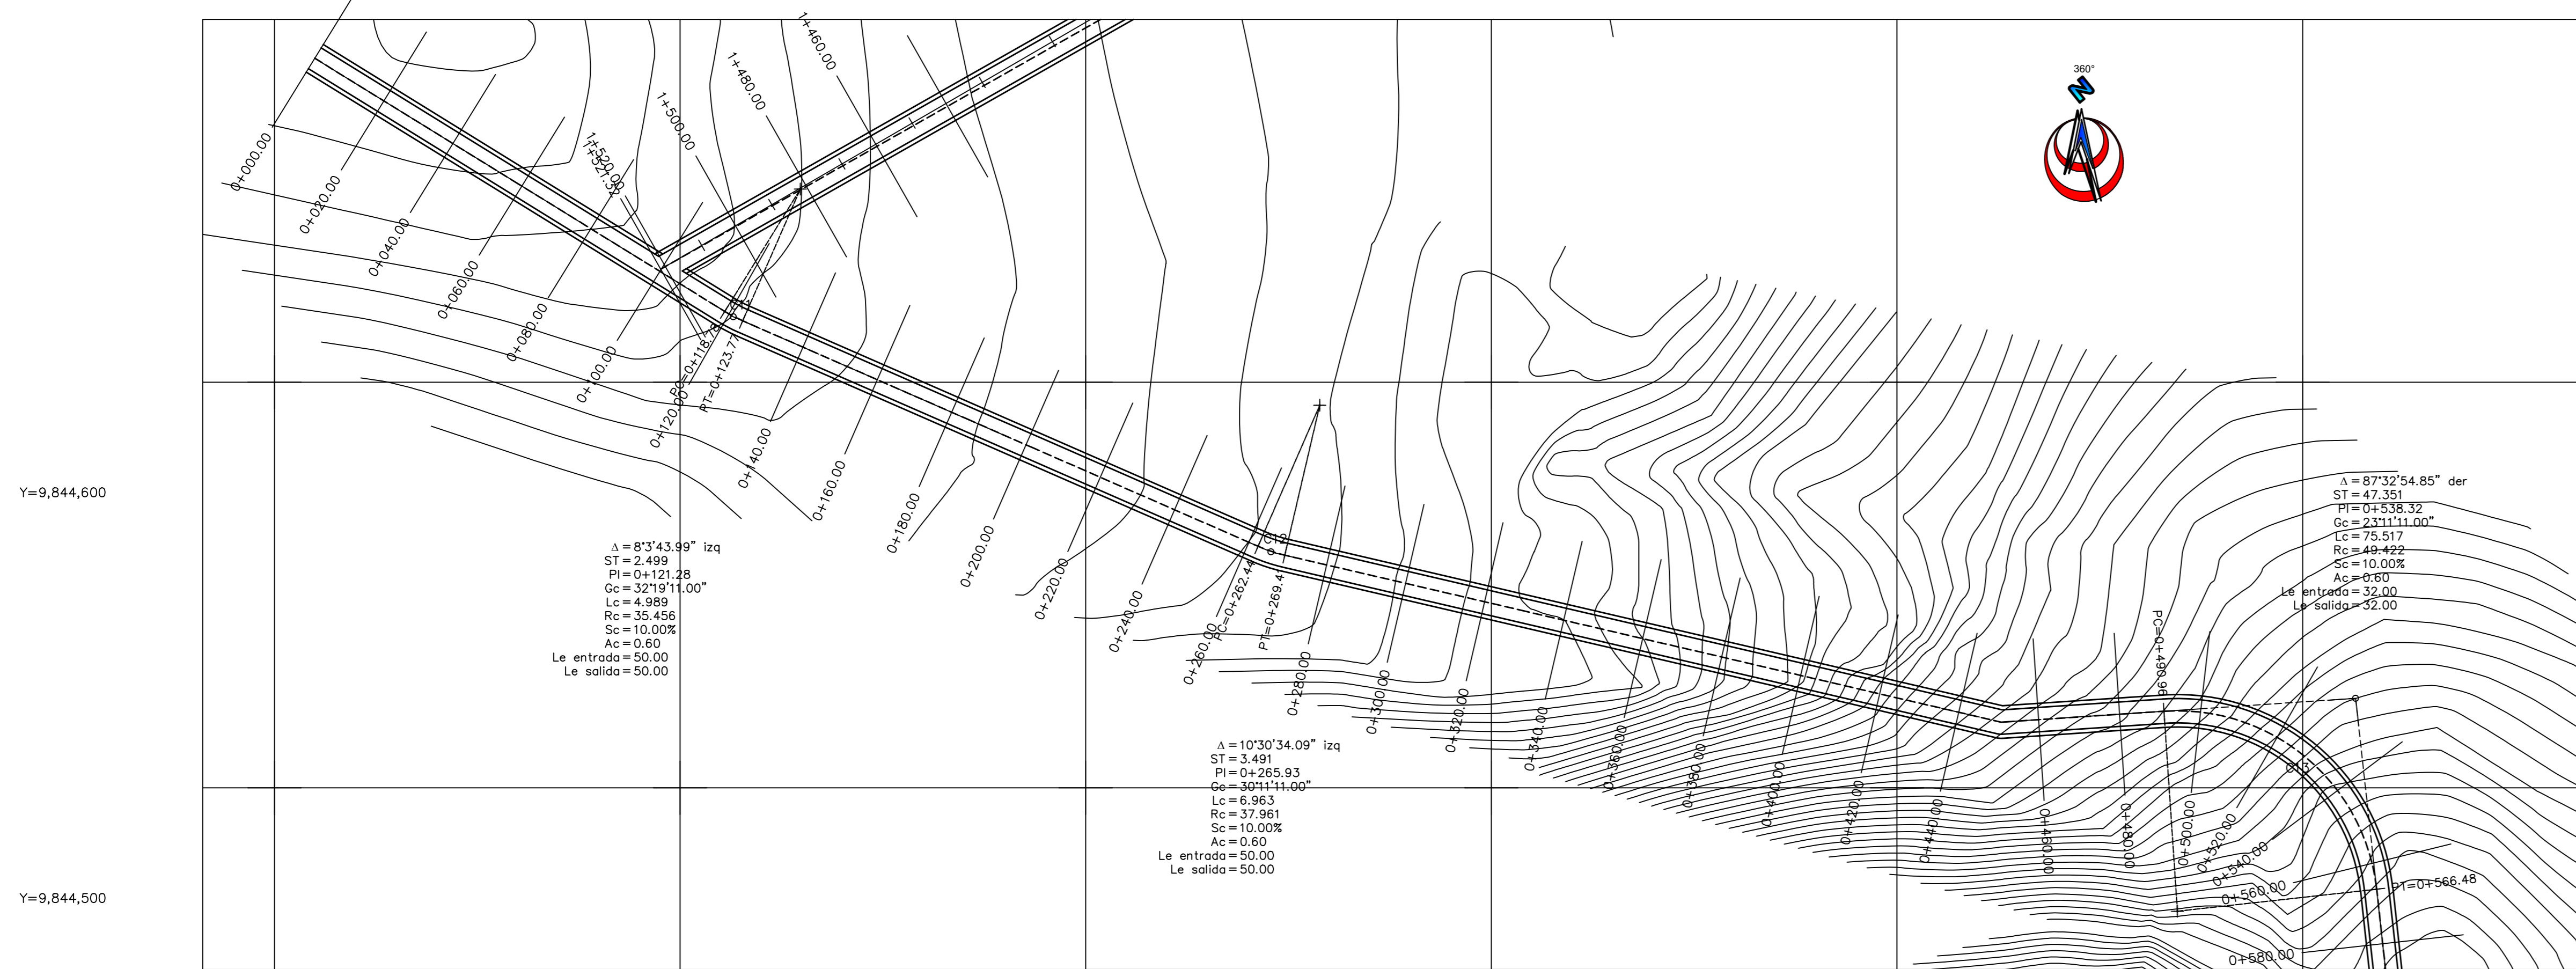 360°
N
1+460.00
1+480.00
1+500.00
1+520.00
1+521.32
0+000.00
0+020.00
0+040.00
0+060.00
0+080.00
0+100.00
0+120.00
PC=0+118.78
PT=0+123.77
C11
0+140.00
0+160.00
0+180.00
0+200.00
0+220.00
0+240.00
0+260.00
PC=0+262.44
PT=0+269.4
C12
0+280.00
0+300.00
0+320.00
0+340.00
0+360.00
0+380.00
0+400.00
0+420.00
0+440.00
0+460.00
0+480.00
PC=0+490.96
0+500.00
0+520.00
0+540.00
0+560.00
PT=0+566.48
0+580.00
C13
Y=9,844,600
Y=9,844,500
Δ=8°3'43.99" izq
ST=2.499
PI=0+121.28
Gc=32°19'11.00"
Lc=4.989
Rc=35.456
Sc=10.00%
Ac=0.60
Le entrada=50.00
Le salida=50.00
Δ=10°30'34.09" izq
ST=3.491
PI=0+265.93
Gc=30°11'11.00"
Lc=6.963
Rc=37.961
Sc=10.00%
Ac=0.60
Le entrada=50.00
Le salida=50.00
Δ=87°32'54.85" der
ST=47.351
PI=0+538.32
Gc=23°11'11.00"
Lc=75.517
Rc=49.422
Sc=10.00%
Ac=0.60
Le entrada=32.00
Le salida=32.00